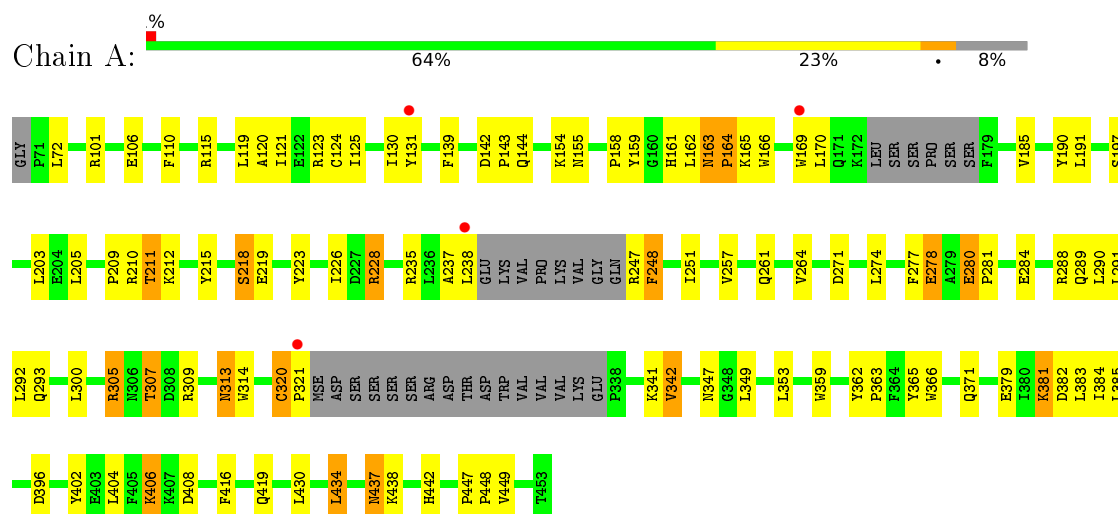 .%
Chain A:
64% 23% • 8%
GLY P71 L72 R101 E106 F110 R115 L119 A120 I121 E122 R123 C124 I125 I130 Y131 F139 D142 P143 Q144 K154 N155 P158 Y159 G160 H161 L162 N163 P164 K165 W166 W169 L170 Q171 K172 LEU SER SER PRO SER SER F179 V185 Y190 L191 S197
L203 E204 L205 P209 R210 T211 K212 Y215 S218 E219 Y223 I226 D227 R228 R235 L236 A237 L238 GLU LYS VAL PRO LYS VAL GLY GLN R247 F248 I251 V257 Q261 V264 D271 L274 F277 E278 A279 E280 P281 E284 R288 Q289 L290 L291
L292 Q293 L300 R305 N306 T307 D308 R309 N313 W314 C320 P321 MSE ASP SER SER SER SER SER ARG ASP THR ASP TRP VAL VAL VAL LYS GLU P338 K341 V342 N347 G348 L349 L353 W359 Y362 P363 F364 Y365 W366 Q371 E379 I380 K381 D382 L383 I384 L385
D396 Y402 E403 L404 F405 K406 K407 D408 F416 Q419 L430 L434 N437 K438 H442 P447 P448 V449 T453